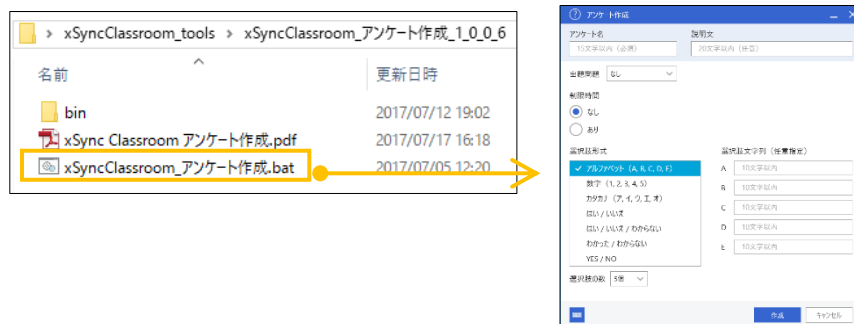 xSyncClassroom_tools > xSyncClassroom_アンケート作成_1_0_0_6
名前 更新日時
bin 2017/07/12 19:02
xSync Classroom アンケート作成.pdf 2017/07/17 16:18
xSyncClassroom_アンケート作成.bat 2017/07/05 12:20
アンケート作成
アンケート名 説明文
15文字以内（必須） 20文字以内（任意）
出題問題 なし
制限時間
なし
あり
選択肢形式 選択肢文字列（任意指定）
アルファベット（A, B, C, D, E） A 10文字以内
数字（1, 2, 3, 4, 5） B 10文字以内
カタカナ（ア, イ, ウ, エ, オ） C 10文字以内
はい / いいえ
はい / いいえ / わからない D 10文字以内
わかった / わからない E 10文字以内
YES / NO
選択肢の数 5個
作成 キャンセル